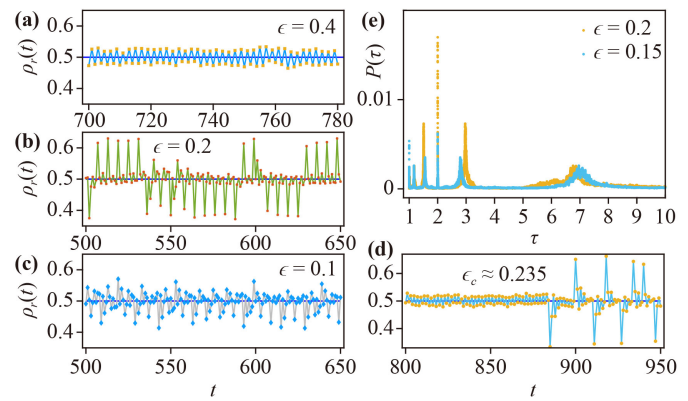 (a)
ϵ = 0.4
ρr(t)
0.6
0.5
0.4
700 720 740 760 780
(b)
ϵ = 0.2
ρr(t)
0.6
0.5
0.4
500 550 600 650
(c)
ϵ = 0.1
ρr(t)
0.6
0.5
0.4
500 550 600 650
t
(e)
ϵ = 0.2
ϵ = 0.15
P(τ)
0.01
0
1 2 3 4 5 6 7 8 9 10
τ
(d)
ϵc ≈ 0.235
0.6
0.5
0.4
800 850 900 950
t